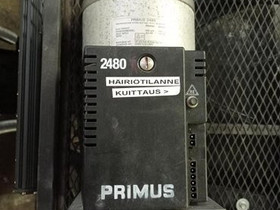 2480
HÄIRIÖTILANNE
KUITTAUS >
PRIMUS